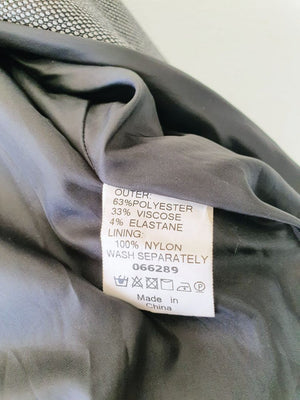 OUTER:
63%POLYESTER
33% VISCOSE
4% ELASTANE
LINING:
100% NYLON
WASH SEPARATELY
066289
P
Made in
China